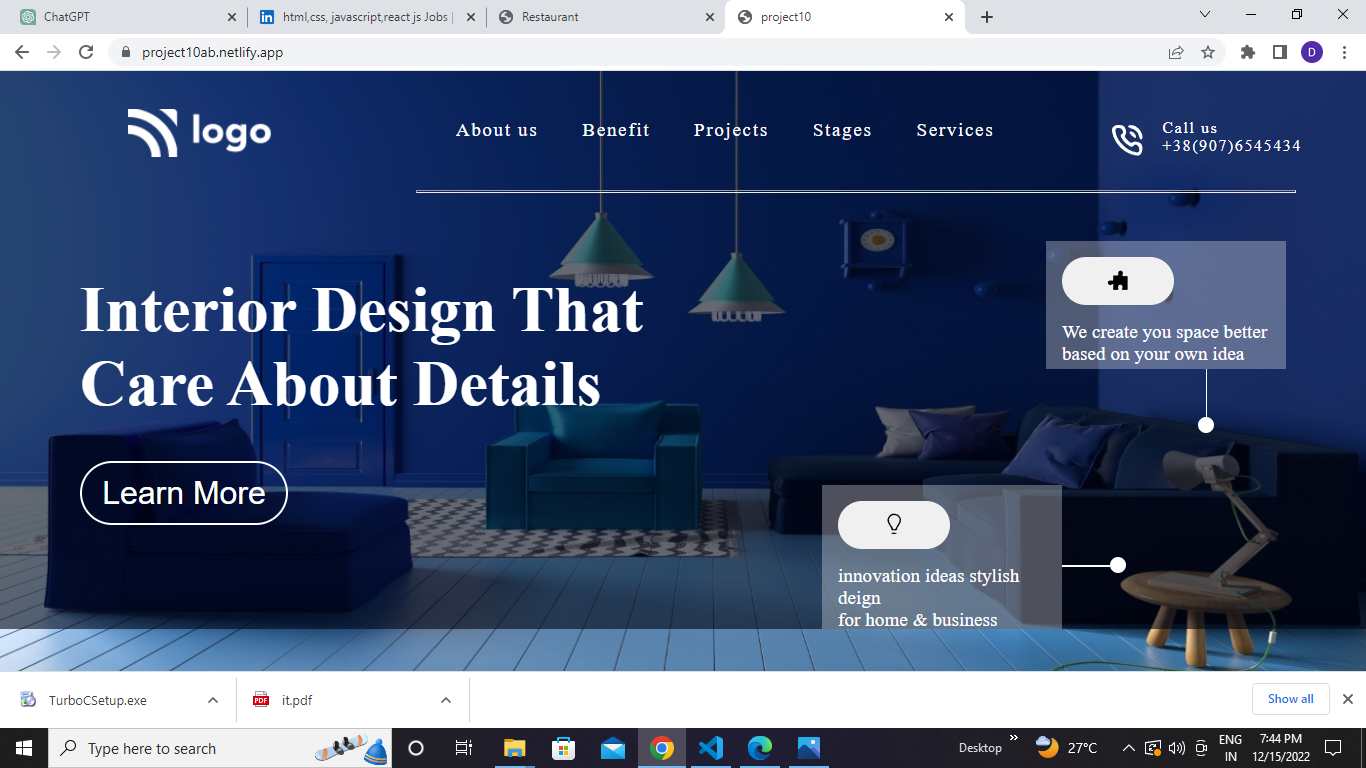 ChatGPT
html,css, javascript,react js Jobs |
Restaurant
project10
project10ab.netlify.app
D
logo
About us
Benefit
Projects
Stages
Services
Call us
+38(907)6545434
Interior Design That
Care About Details
Learn More
We create you space better
based on your own idea
innovation ideas stylish
deign
for home & business
TurboCSetup.exe
PDF
it.pdf
Show all
Type here to search
Desktop
27°C
ENG
IN
7:44 PM
12/15/2022